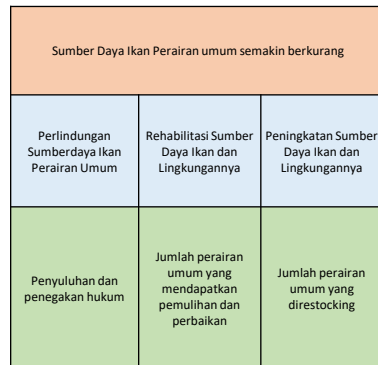 Sumber Daya Ikan Perairan umum semakin berkurang
Perlindungan
Sumberdaya Ikan
Perairan Umum
Rehabilitasi Sumber
Daya Ikan dan
Lingkungannya
Peningkatan Sumber
Daya Ikan dan
Lingkungannya
Penyuluhan dan
penegakan hukum
Jumlah perairan
umum yang
mendapatkan
pemulihan dan
perbaikan
Jumlah perairan
umum yang
direstocking